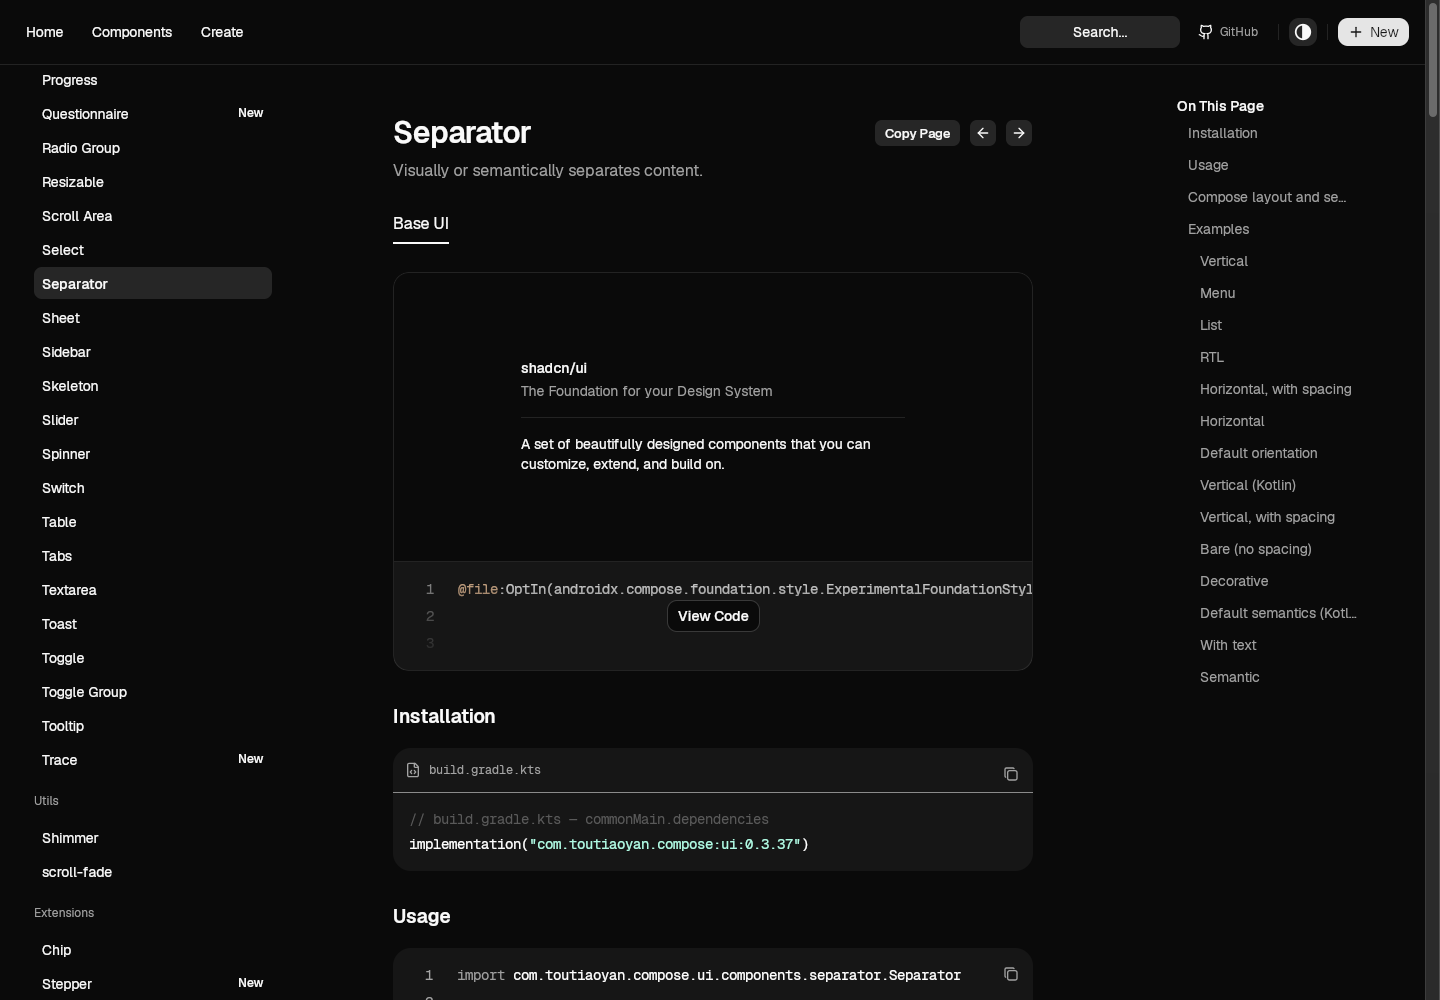 Home
Components
Create
Search...
GitHub
New
Progress
Questionnaire New
Radio Group
Resizable
Scroll Area
Select
Separator
Sheet
Sidebar
Skeleton
Slider
Spinner
Switch
Table
Tabs
Textarea
Toast
Toggle
Toggle Group
Tooltip
Trace New
Utils
Shimmer
scroll-fade
Extensions
Chip
Stepper New
Separator
Copy Page
Visually or semantically separates content.
Base UI
shadcn/ui
The Foundation for your Design System
A set of beautifully designed components that you can
customize, extend, and build on.
1 @file:OptIn(androidx.compose.foundation.style.ExperimentalFoundationStyl
2
View Code
3
Installation
build.gradle.kts
// build.gradle.kts — commonMain.dependencies
implementation("com.toutiaoyan.compose:ui:0.3.37")
Usage
1 import com.toutiaoyan.compose.ui.components.separator.Separator
On This Page
Installation
Usage
Compose layout and se...
Examples
Vertical
Menu
List
RTL
Horizontal, with spacing
Horizontal
Default orientation
Vertical (Kotlin)
Vertical, with spacing
Bare (no spacing)
Decorative
Default semantics (Kotl...
With text
Semantic